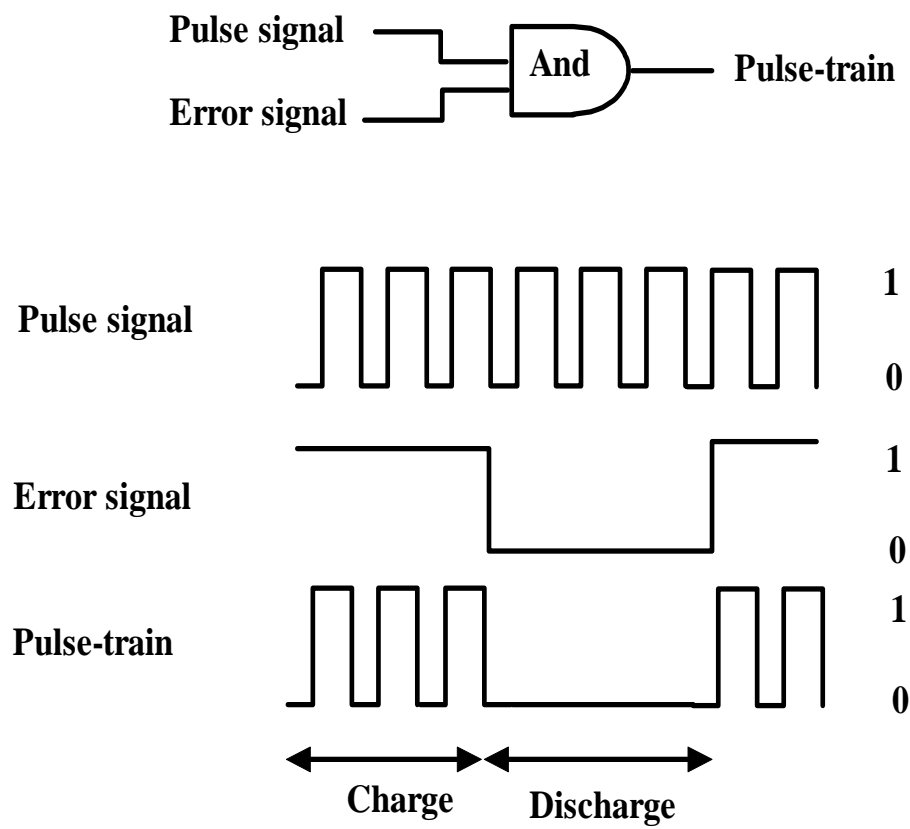 Pulse signal
And
Pulse-train
Error signal
Pulse signal
1
0
Error signal
1
0
Pulse-train
1
0
Charge
Discharge